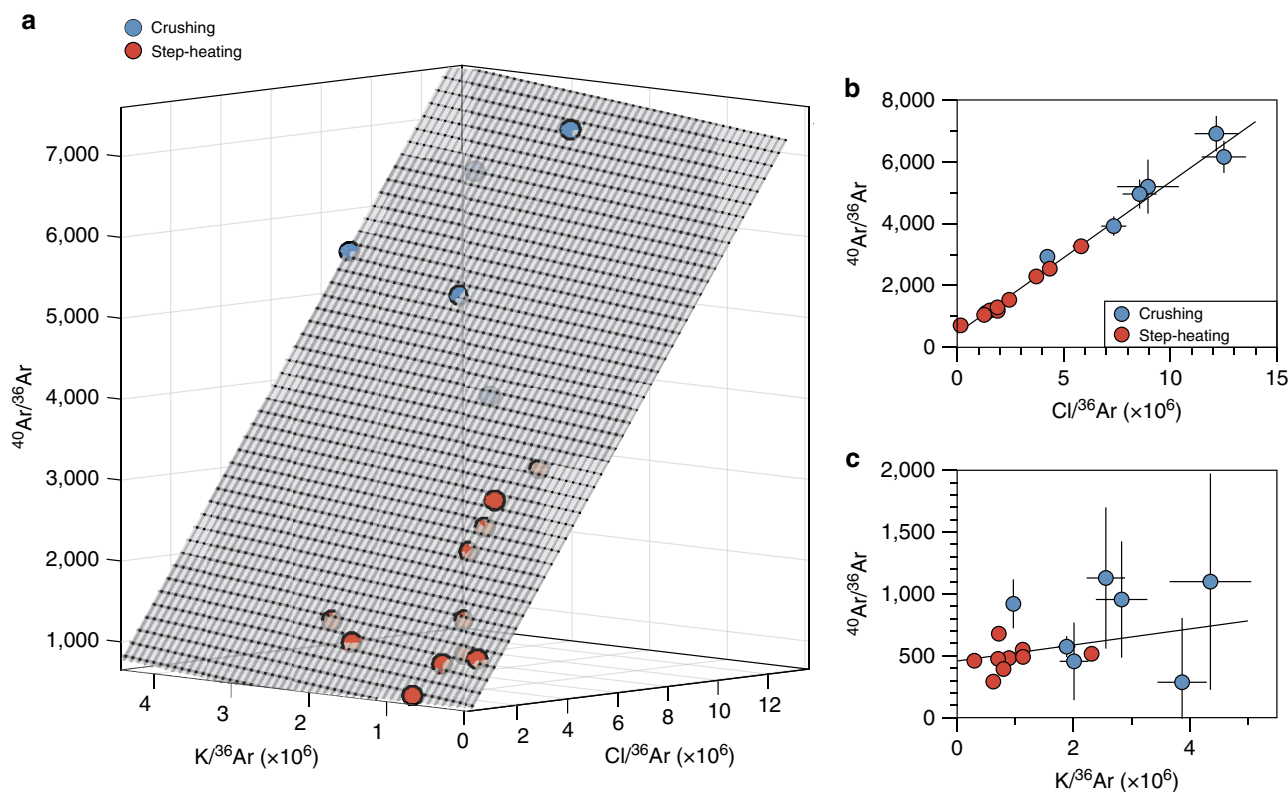 a
Crushing
Step-heating
7,000
6,000
5,000
4,000
3,000
2,000
1,000
⁴⁰Ar/³⁶Ar
4
3
2
1
0
K/³⁶Ar (×10⁶)
2
4
6
8
10
12
Cl/³⁶Ar (×10⁶)
b
8,000
6,000
4,000
2,000
0
⁴⁰Ar/³⁶Ar
Crushing
Step-heating
0 5 10 15
Cl/³⁶Ar (×10⁶)
c
2,000
1,500
1,000
500
0
⁴⁰Ar/³⁶Ar
0 2 4
K/³⁶Ar (×10⁶)